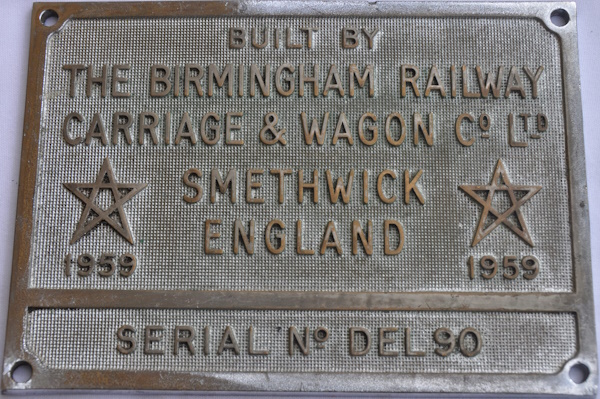 BUILT BY
THE BIRMINGHAM RAILWAY
CARRIAGE & WAGON Cº LTD
SMETHWICK
ENGLAND
1959 1959
SERIAL Nº DEL90